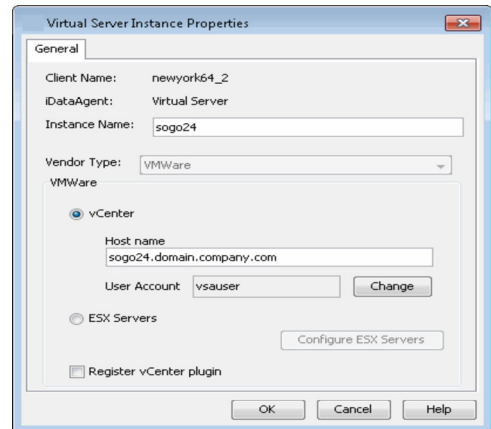 Virtual Server Instance Properties
General
Client Name: newyork64_2
iDataAgent: Virtual Server
Instance Name: sogo24
Vendor Type: VMWare
VMWare
vCenter
Host name
sogo24.domain.company.com
User Account vsauser Change
ESX Servers
Configure ESX Servers
Register vCenter plugin
OK Cancel Help